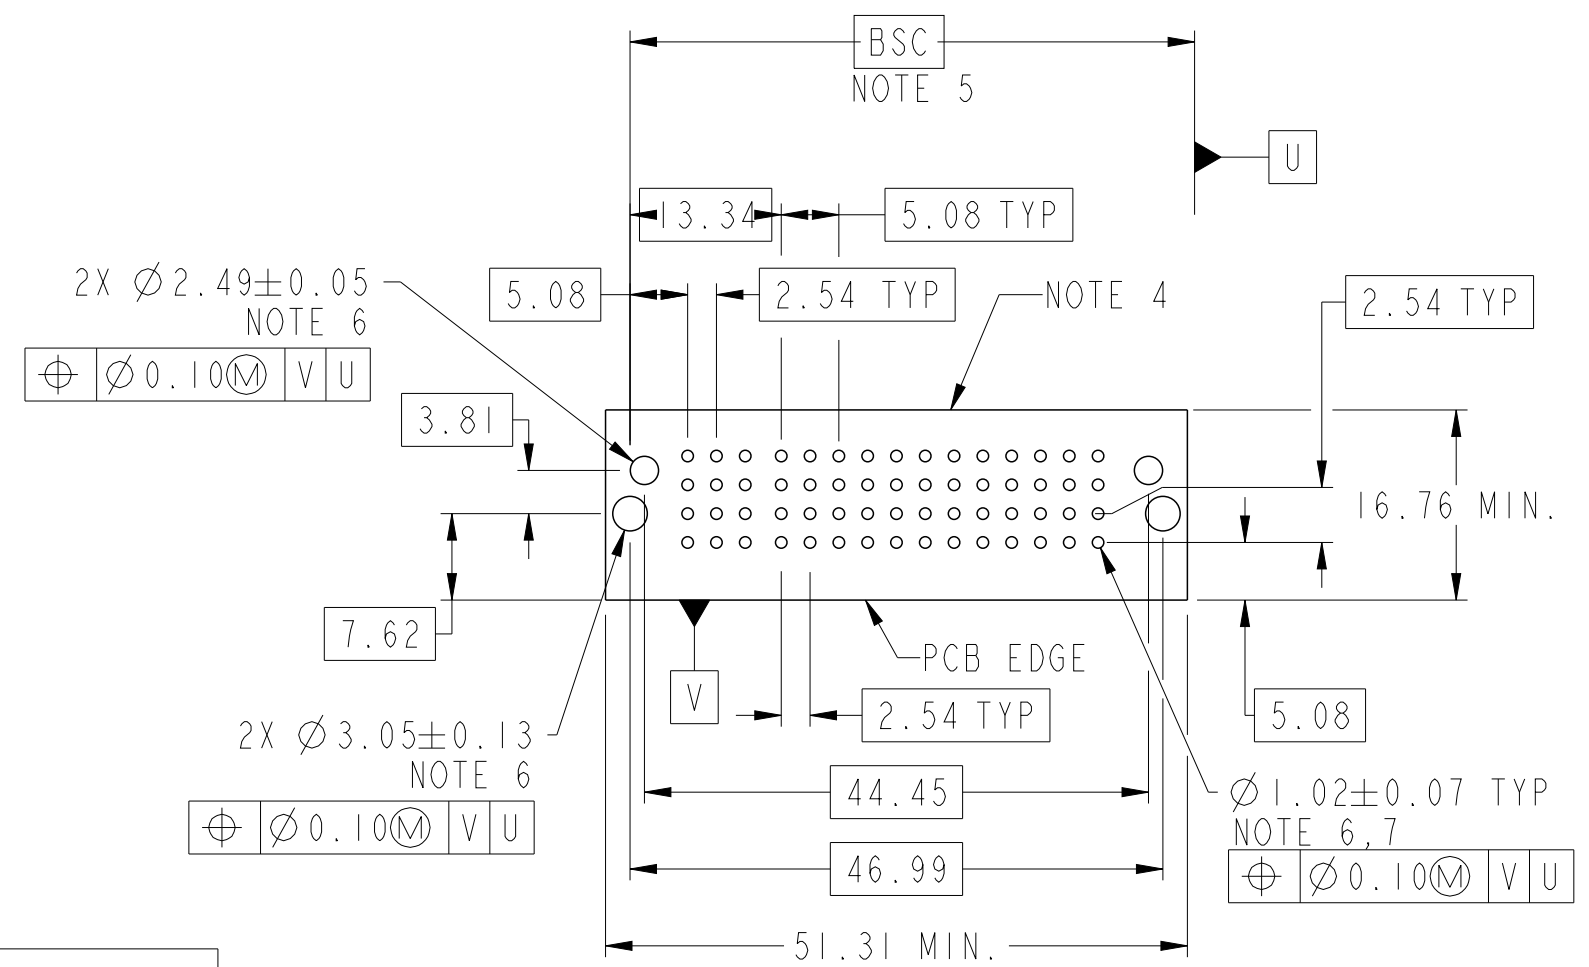 BSC
NOTE 5
U
13.34
5.08 TYP
2X Ø2.49±0.05
NOTE 6
⌖ Ø0.10Ⓜ V U
5.08
2.54 TYP
NOTE 4
2.54 TYP
3.81
16.76 MIN.
7.62
PCB EDGE
V
2.54 TYP
5.08
2X Ø3.05±0.13
NOTE 6
⌖ Ø0.10Ⓜ V U
44.45
Ø1.02±0.07 TYP
NOTE 6,7
⌖ Ø0.10Ⓜ V U
46.99
51.31 MIN.